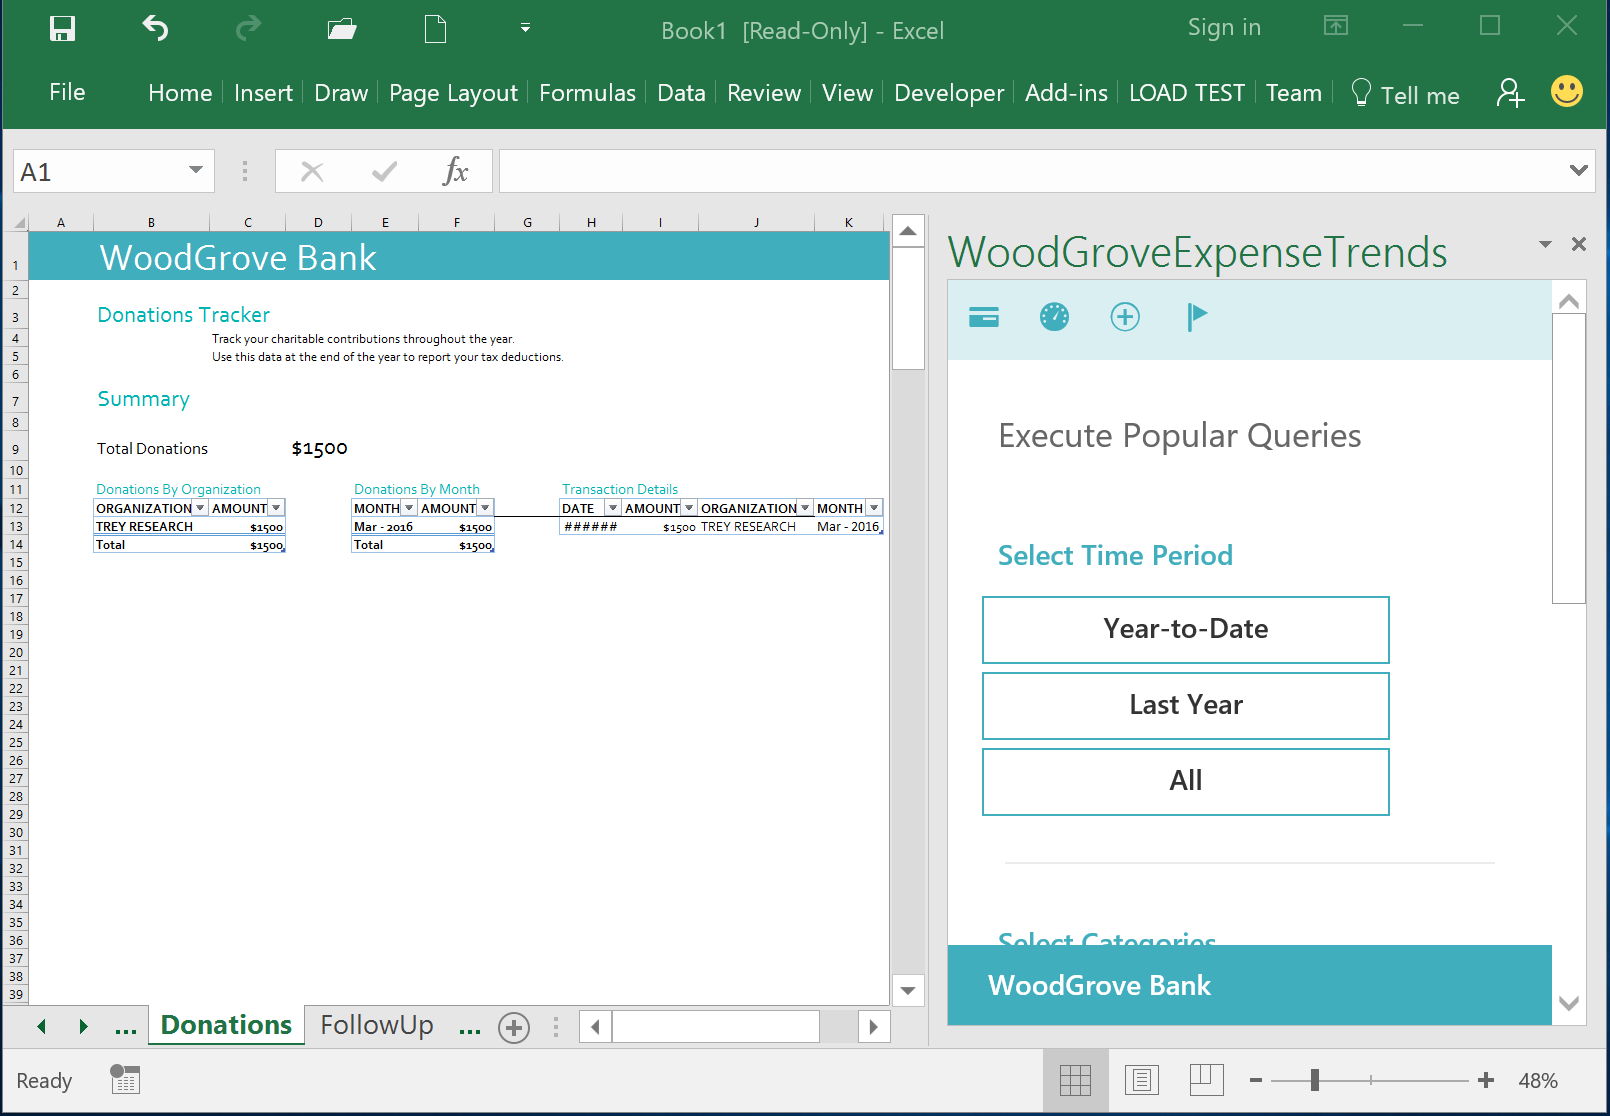 Book1 [Read-Only] - Excel
Sign in
File Home Insert Draw Page Layout Formulas Data Review View Developer Add-ins LOAD TEST Team Tell me
A1 fx
A B C D E F G H I J K
1 WoodGrove Bank
2
3 Donations Tracker
4 Track your charitable contributions throughout the year.
5 Use this data at the end of the year to report your tax deductions.
6
7 Summary
8
9 Total Donations $1500
10
11 Donations By Organization Donations By Month Transaction Details
12 ORGANIZATION AMOUNT MONTH AMOUNT DATE AMOUNT ORGANIZATION MONTH
13 TREY RESEARCH $1500 Mar - 2016 $1500 ###### $1500 TREY RESEARCH Mar - 2016
14 Total $1500 Total $1500
15
16
17
18
19
20
21
22
23
24
25
26
27
28
29
30
31
32
33
34
35
36
37
38
39
... Donations FollowUp ...
WoodGroveExpenseTrends
Execute Popular Queries
Select Time Period
Year-to-Date
Last Year
All
Select Categories
WoodGrove Bank
Ready 48%